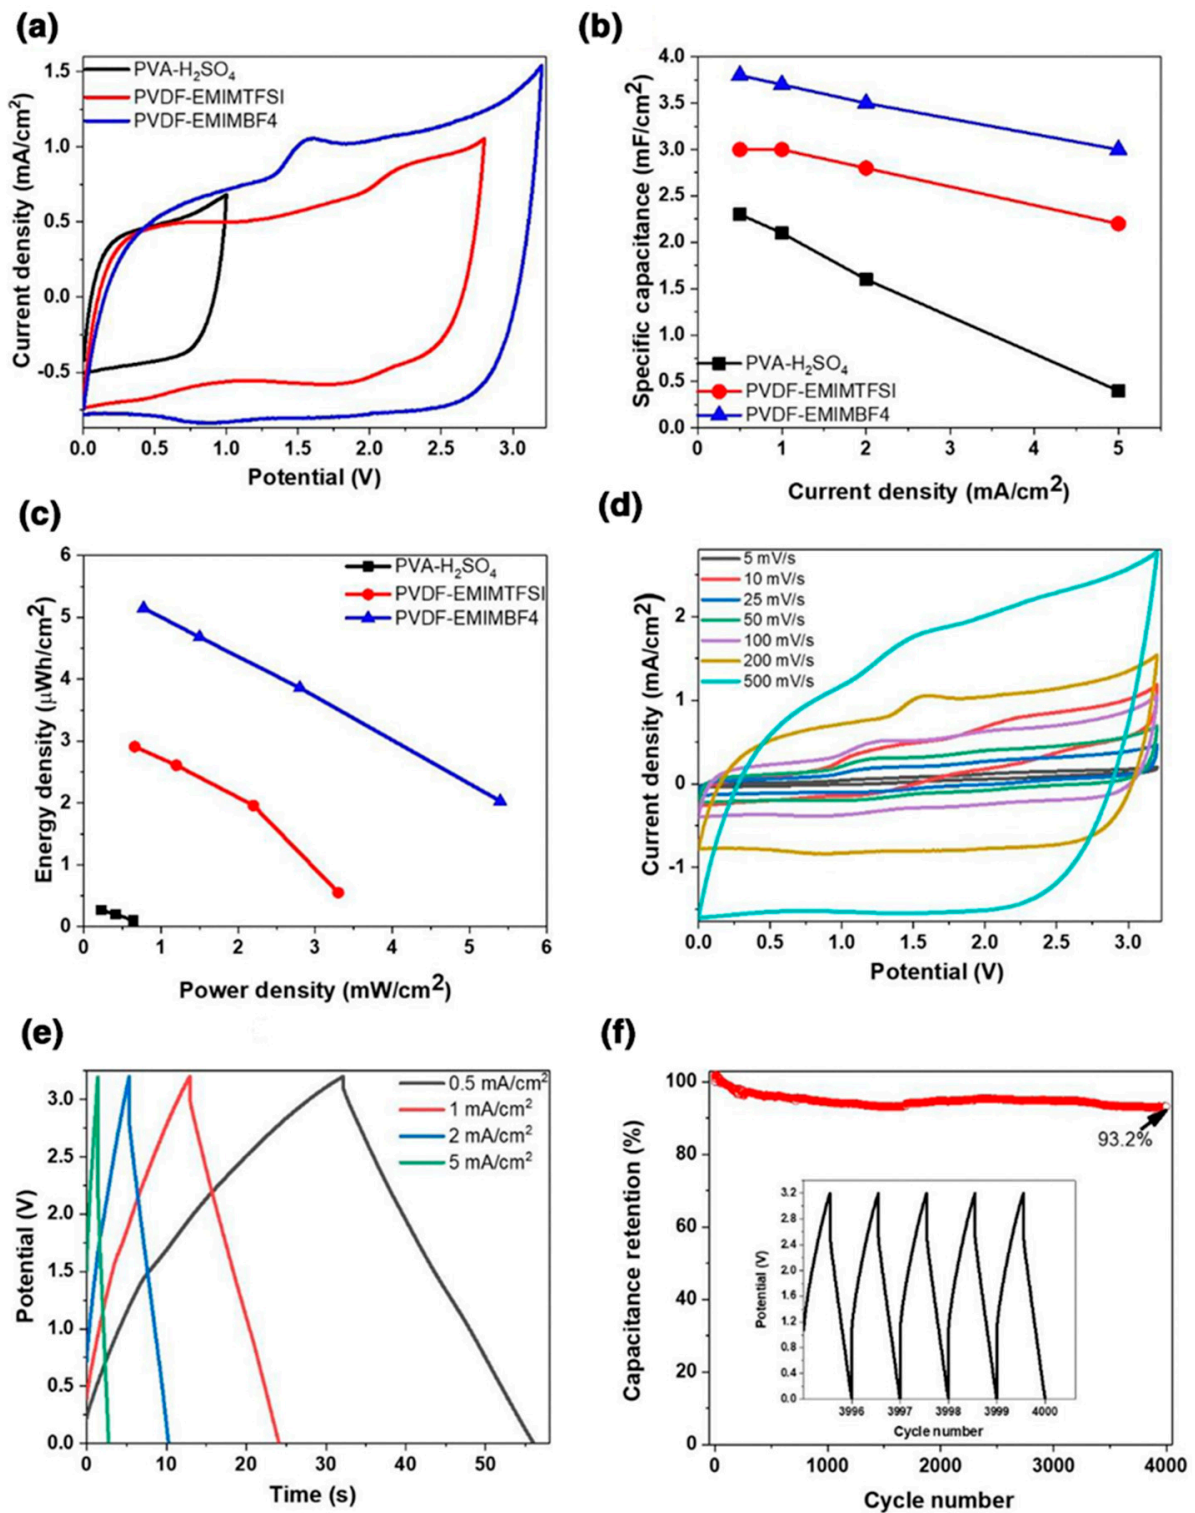 (a)
PVA-H₂SO₄
PVDF-EMIMTFSI
PVDF-EMIMBF4
1.5
1.0
0.5
0.0
-0.5
Current density (mA/cm²)
0.0 0.5 1.0 1.5 2.0 2.5 3.0
Potential (V)
(b)
4.0
3.5
3.0
2.5
2.0
1.5
1.0
0.5
0.0
Specific capacitance (mF/cm²)
PVA-H₂SO₄
PVDF-EMIMTFSI
PVDF-EMIMBF4
0 1 2 3 4 5
Current density (mA/cm²)
(c)
6
5
4
3
2
1
0
Energy density (μWh/cm²)
PVA-H₂SO₄
PVDF-EMIMTFSI
PVDF-EMIMBF4
0 1 2 3 4 5 6
Power density (mW/cm²)
(d)
5 mV/s
10 mV/s
25 mV/s
50 mV/s
100 mV/s
200 mV/s
500 mV/s
2
1
0
-1
Current density (mA/cm²)
0.0 0.5 1.0 1.5 2.0 2.5 3.0
Potential (V)
(e)
0.5 mA/cm²
1 mA/cm²
2 mA/cm²
5 mA/cm²
3.0
2.5
2.0
1.5
1.0
0.5
0.0
Potential (V)
0 10 20 30 40 50
Time (s)
(f)
100
80
60
40
20
0
Capacitance retention (%)
93.2%
3.2
2.8
2.4
2.0
1.6
1.2
0.8
0.4
0.0
Potential (V)
3996 3997 3998 3999 4000
Cycle number
0 1000 2000 3000 4000
Cycle number